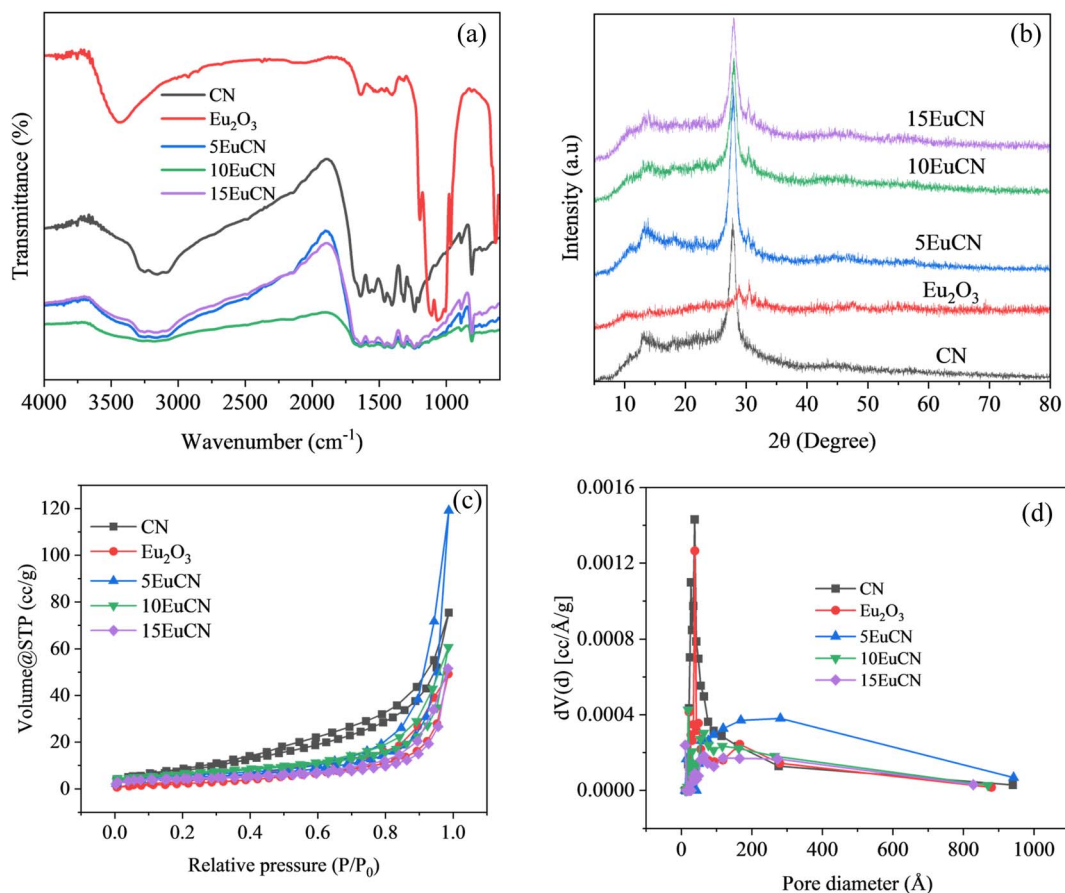 (a)
CN
Eu₂O₃
5EuCN
10EuCN
15EuCN
Transmittance (%)
4000 3500 3000 2500 2000 1500 1000
Wavenumber (cm⁻¹)
(b)
15EuCN
10EuCN
5EuCN
Eu₂O₃
CN
Intensity (a.u)
10 20 30 40 50 60 70 80
2θ (Degree)
(c)
120
100
80
60
40
20
0
CN
Eu₂O₃
5EuCN
10EuCN
15EuCN
Volume@STP (cc/g)
0.0 0.2 0.4 0.6 0.8 1.0
Relative pressure (P/P₀)
(d)
0.0016
0.0012
0.0008
0.0004
0.0000
CN
Eu₂O₃
5EuCN
10EuCN
15EuCN
dV(d) [cc/Å/g]
0 200 400 600 800 1000
Pore diameter (Å)